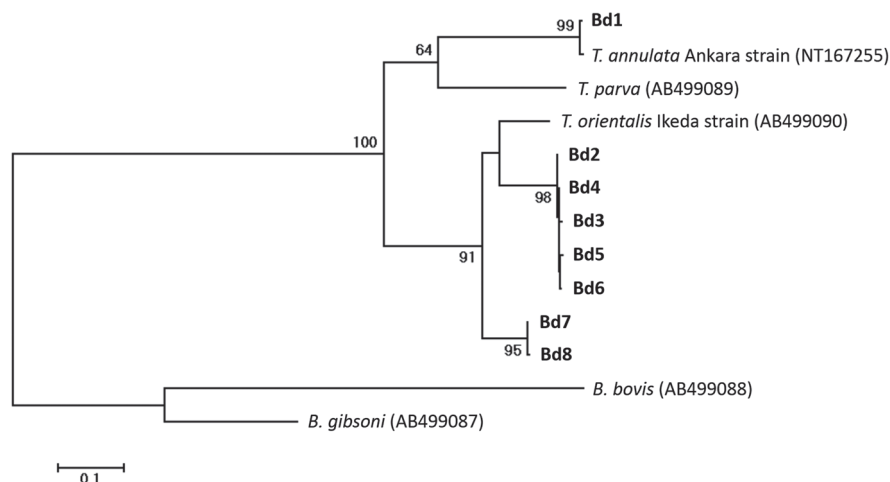 99
Bd1
T. annulata Ankara strain (NT167255)
64
T. parva (AB499089)
T. orientalis Ikeda strain (AB499090)
100
Bd2
98
Bd4
Bd3
91
Bd5
Bd6
Bd7
95
Bd8
B. bovis (AB499088)
B. gibsoni (AB499087)
0.1